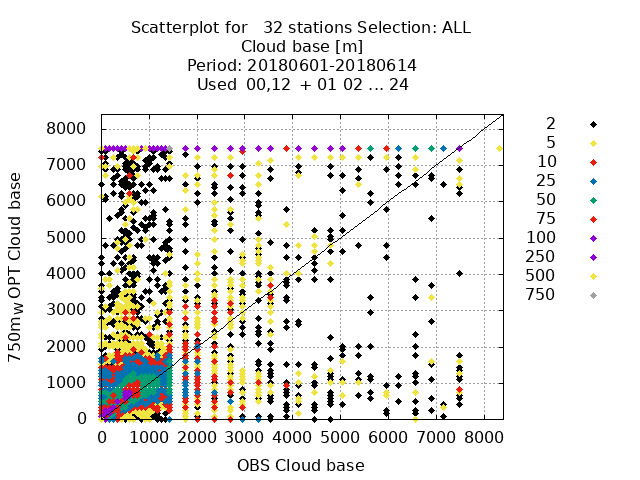 Scatterplot for 32 stations Selection: ALL
Cloud base [m]
Period: 20180601-20180614
Used 00,12 + 01 02 ... 24
8000
7000
6000
5000
4000
3000
2000
1000
0
750mwOPT Cloud base
0 1000 2000 3000 4000 5000 6000 7000 8000
OBS Cloud base
2
5
10
25
50
75
100
250
500
750